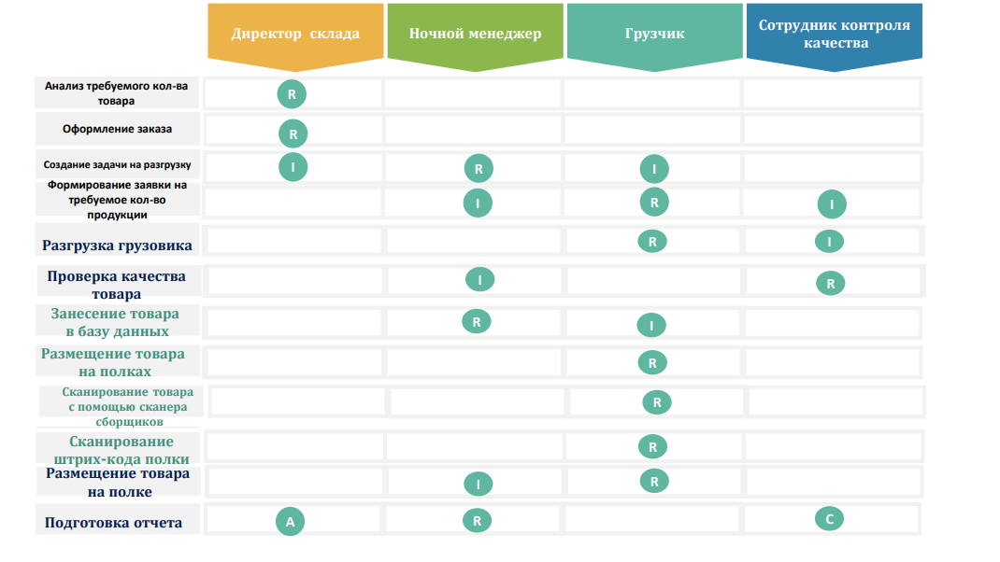 Директор склада
Ночной менеджер
Грузчик
Сотрудник контроля
качества
Анализ требуемого кол-ва
товара
R
Оформление заказа
R
Создание задачи на разгрузку
I
R
I
Формирование заявки на
требуемое кол-во
продукции
I
R
I
Разгрузка грузовика
R
I
Проверка качества
товара
I
R
Занесение товара
в базу данных
R
I
Размещение товара
на полках
R
Сканирование товара
с помощью сканера
сборщиков
R
Сканирование
штрих-кода полки
R
Размещение товара
на полке
I
R
Подготовка отчета
A
R
C